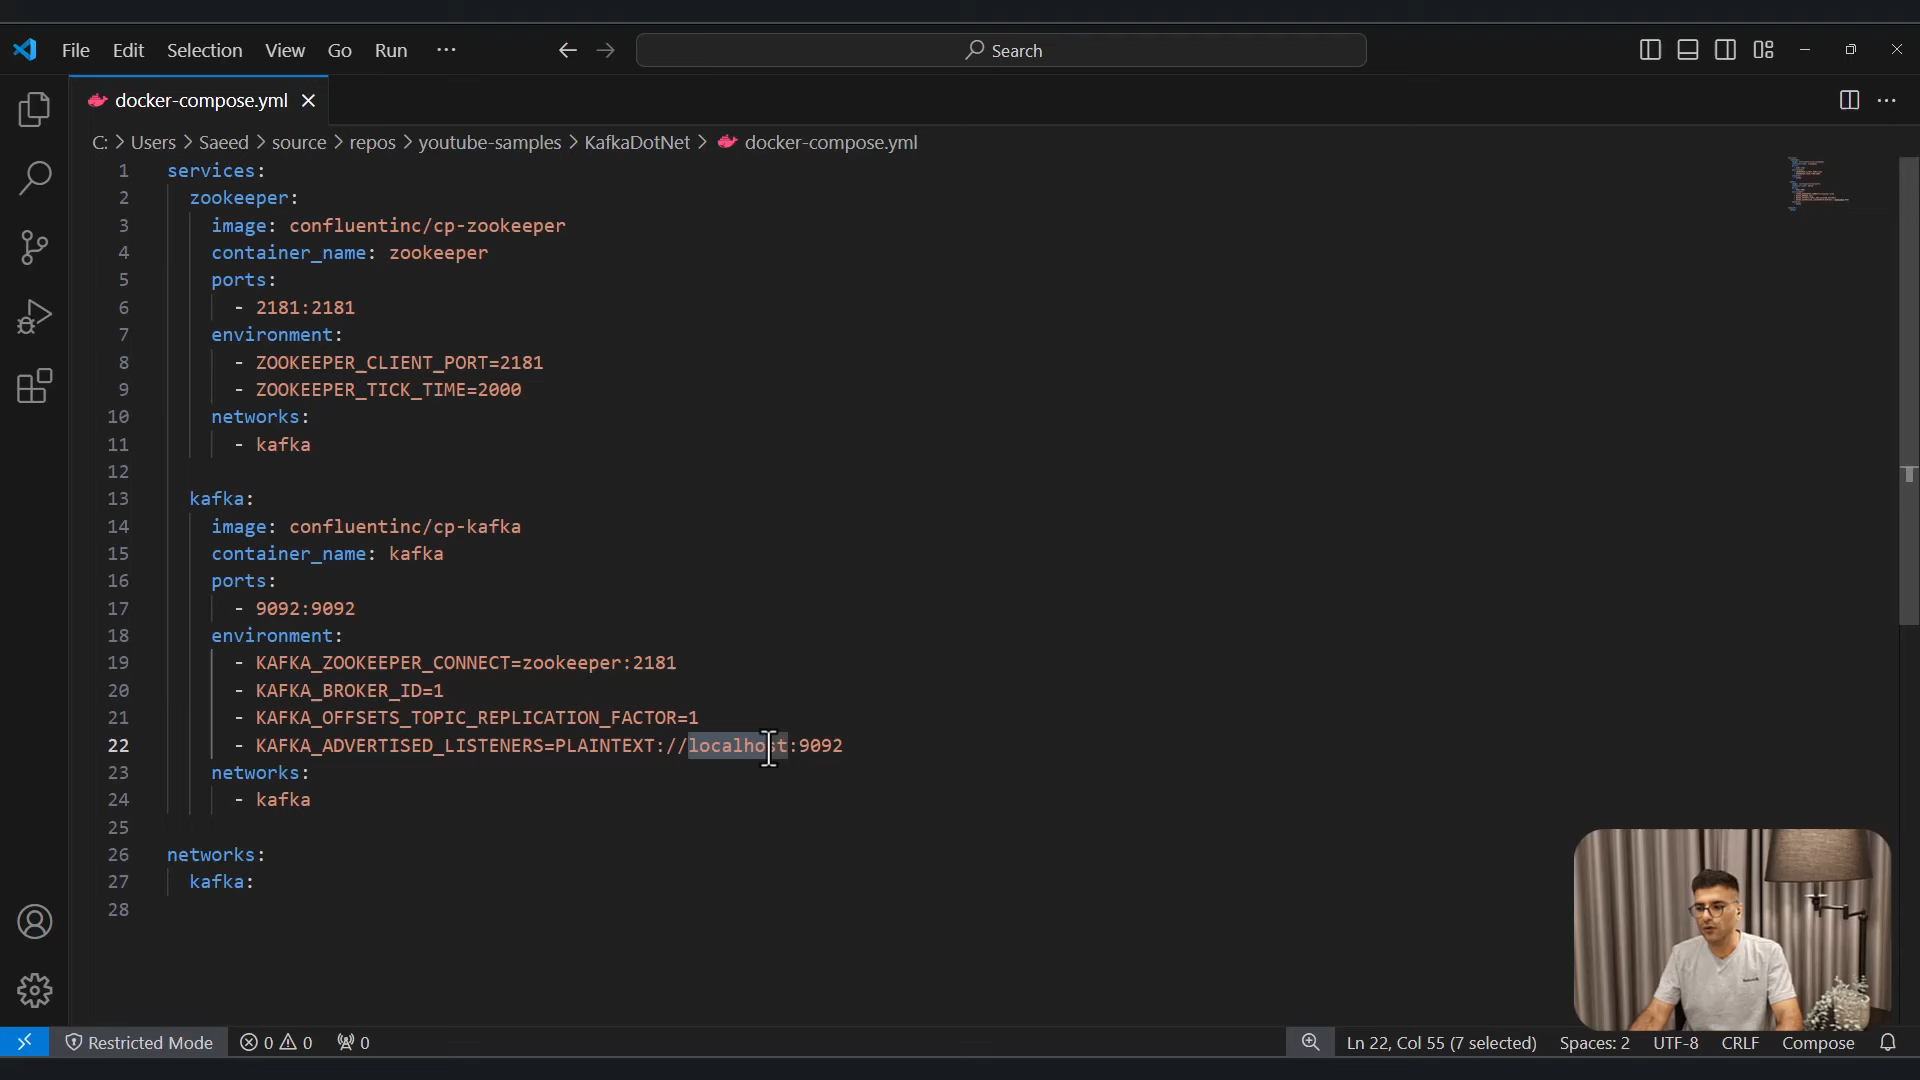 File Edit Selection View Go Run ··· Search
docker-compose.yml
C: > Users > Saeed > source > repos > youtube-samples > KafkaDotNet > docker-compose.yml
1 services:
2 zookeeper:
3 image: confluentinc/cp-zookeeper
4 container_name: zookeeper
5 ports:
6 - 2181:2181
7 environment:
8 - ZOOKEEPER_CLIENT_PORT=2181
9 - ZOOKEEPER_TICK_TIME=2000
10 networks:
11 - kafka
12
13 kafka:
14 image: confluentinc/cp-kafka
15 container_name: kafka
16 ports:
17 - 9092:9092
18 environment:
19 - KAFKA_ZOOKEEPER_CONNECT=zookeeper:2181
20 - KAFKA_BROKER_ID=1
21 - KAFKA_OFFSETS_TOPIC_REPLICATION_FACTOR=1
22 - KAFKA_ADVERTISED_LISTENERS=PLAINTEXT://localhost:9092
23 networks:
24 - kafka
25
26 networks:
27 kafka:
28
Restricted Mode 0 0 0 Ln 22, Col 55 (7 selected) Spaces: 2 UTF-8 CRLF Compose